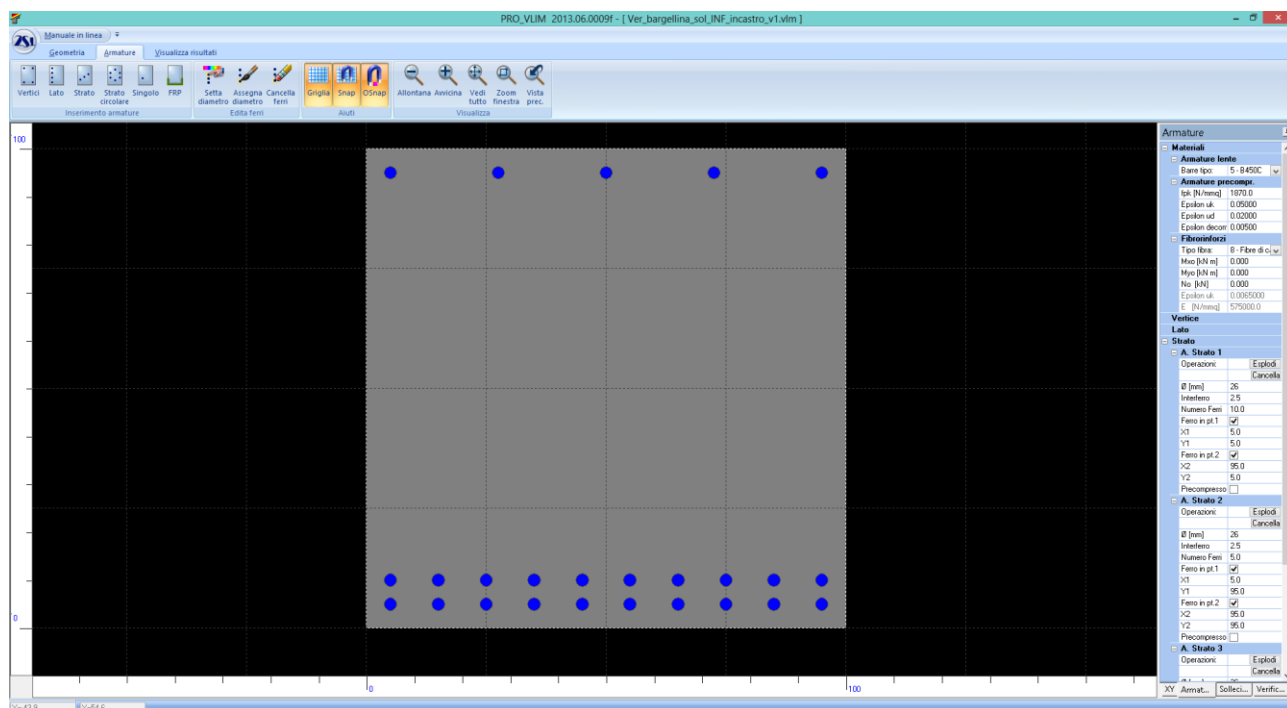 PRO_VLIM 2013.06.0009f - [ Ver_bargellina_sol_INF_incastro_v1.vlm ]
2SI
Manuale in linea
Geometria Armature Visualizza risultati
Vertici Lato Strato Strato circolare Singolo FRP
Setta diametro Assegna diametro Cancella ferri
Griglia Snap OSnap
Allontana Avvicina Vedi tutto Zoom finestra Vista prec.
Inserimento armature Edita ferri Aiuti Visualizza
100
0
0 100
Armature
Materiali
Armature lente
Barre tipo: 5 - B450C
Armature precompr.
fpk [N/mmq] 1870.0
Epsilon uk 0.05000
Epsilon ud 0.02000
Epsilon decorr 0.00500
Fibrorinforzi
Tipo fibra: 8 - Fibre di c
Mxo [kN m] 0.000
Myo [kN m] 0.000
No [kN] 0.000
Epsilon uk 0.0065000
E [N/mmq] 575000.0
Vertice
Lato
Strato
A. Strato 1
Operazioni: Esplodi
Cancella
Ø [mm] 26
Interferro 2.5
Numero Ferri 10.0
Ferro in pt.1
X1 5.0
Y1 5.0
Ferro in pt.2
X2 95.0
Y2 5.0
Precompresso
A. Strato 2
Operazioni: Esplodi
Cancella
Ø [mm] 26
Interferro 2.5
Numero Ferri 5.0
Ferro in pt.1
X1 5.0
Y1 95.0
Ferro in pt.2
X2 95.0
Y2 95.0
Precompresso
A. Strato 3
Operazioni: Esplodi
Cancella
XY Armat... Solleci... Verific...